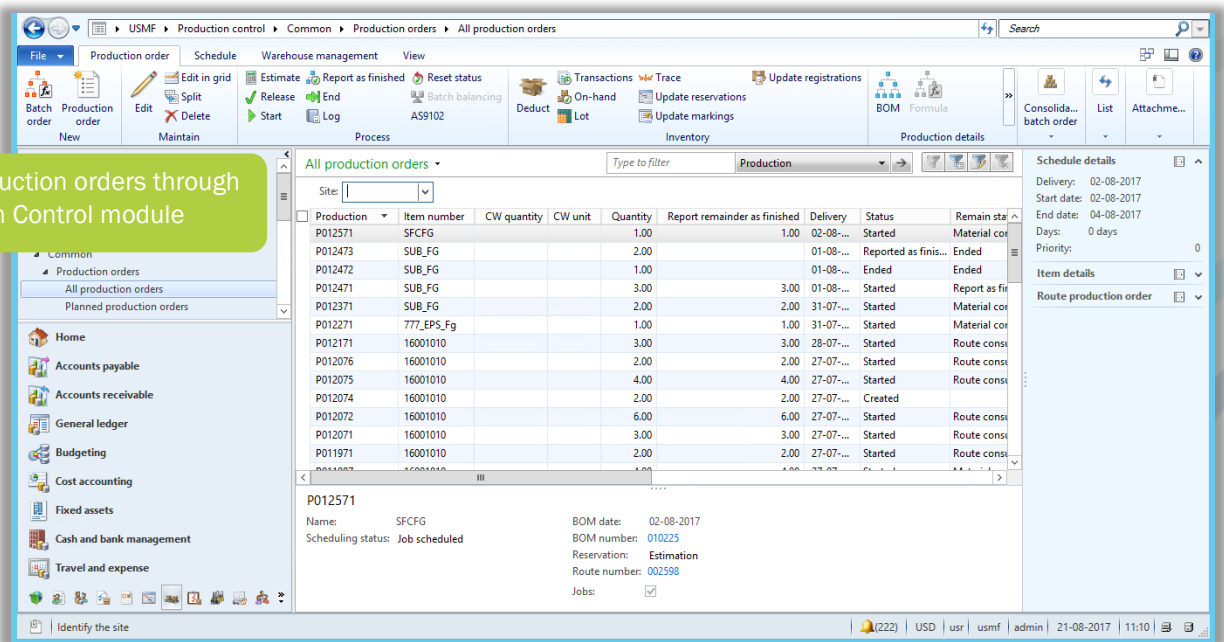 USMF ▸ Production control ▸ Common ▸ Production orders ▸ All production orders
Search
File Production order Schedule Warehouse management View
Batch order
Production order
New
Edit
Edit in grid
Split
Delete
Maintain
Estimate Report as finished Reset status
Release End Batch balancing
Start Log AS9102
Process
Deduct
Transactions Trace Update registrations
On-hand Update reservations
Lot Update markings
Inventory
BOM Formula
Production details
»
Consolida... batch order
List
Attachme...
uction orders through
Control module
Common
Production orders
All production orders
Planned production orders
Home
Accounts payable
Accounts receivable
General ledger
Budgeting
Cost accounting
Fixed assets
Cash and bank management
Travel and expense
All production orders
Type to filter
Production
Site:
Production Item number CW quantity CW unit Quantity Report remainder as finished Delivery Status Remain sta
P012571 SFCFG 1.00 1.00 02-08-... Started Material cor
P012473 SUB_FG 2.00 01-08-... Reported as finis... Ended
P012472 SUB_FG 1.00 01-08-... Ended Ended
P012471 SUB_FG 3.00 3.00 01-08-... Started Report as fir
P012371 SUB_FG 2.00 2.00 31-07-... Started Material cor
P012271 777_EPS_Fg 1.00 1.00 31-07-... Started Material cor
P012171 16001010 3.00 3.00 28-07-... Started Route consu
P012076 16001010 2.00 2.00 27-07-... Started Route consu
P012075 16001010 4.00 4.00 27-07-... Started Route consu
P012074 16001010 2.00 2.00 27-07-... Created
P012072 16001010 6.00 6.00 27-07-... Started Route consu
P012071 16001010 3.00 3.00 27-07-... Started Route consu
P011971 16001010 2.00 2.00 27-07-... Started Route consu
P012571
Name: SFCFG
Scheduling status: Job scheduled
BOM date: 02-08-2017
BOM number: 010225
Reservation: Estimation
Route number: 002598
Jobs:
Schedule details
Delivery: 02-08-2017
Start date: 02-08-2017
End date: 04-08-2017
Days: 0 days
Priority: 0
Item details
Route production order
Identify the site
(222) USD usr usmf admin 21-08-2017 11:10